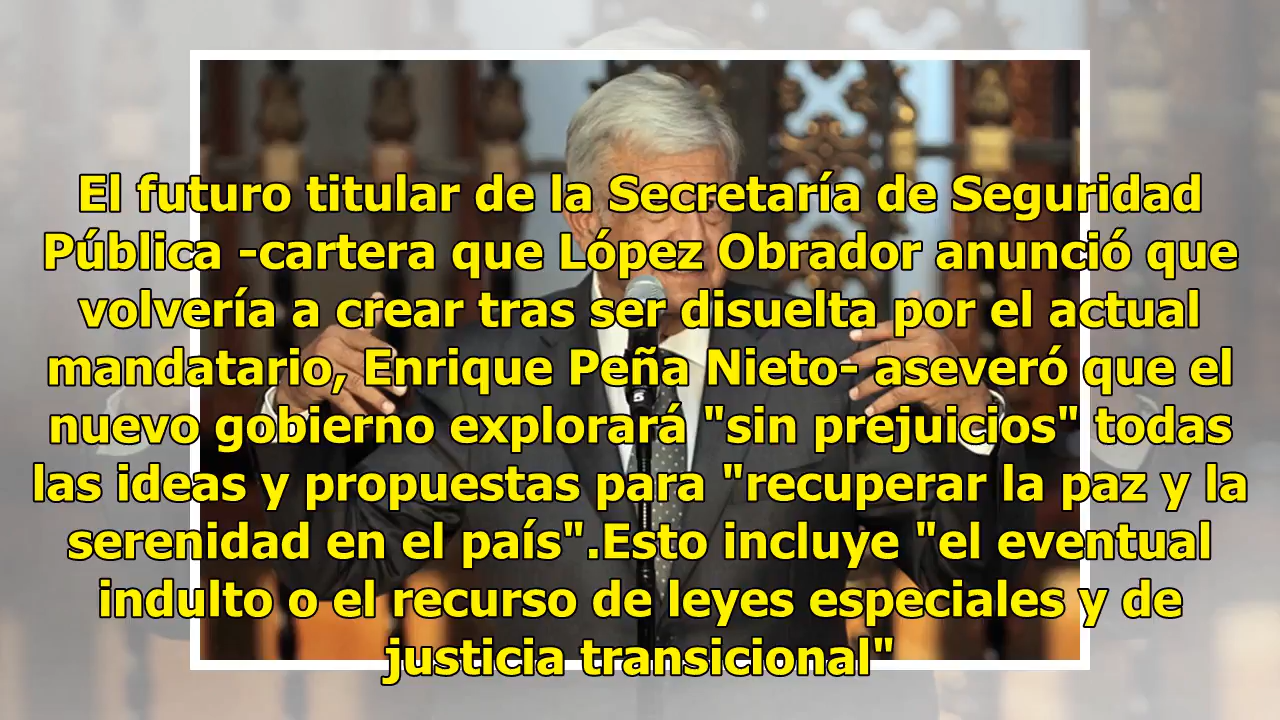 El futuro titular de la Secretaría de Seguridad
Pública -cartera que López Obrador anunció que
volvería a crear tras ser disuelta por el actual
mandatario, Enrique Peña Nieto- aseveró que el
nuevo gobierno explorará "sin prejuicios" todas
las ideas y propuestas para "recuperar la paz y la
serenidad en el país".Esto incluye "el eventual
indulto o el recurso de leyes especiales y de
justicia transicional"
5